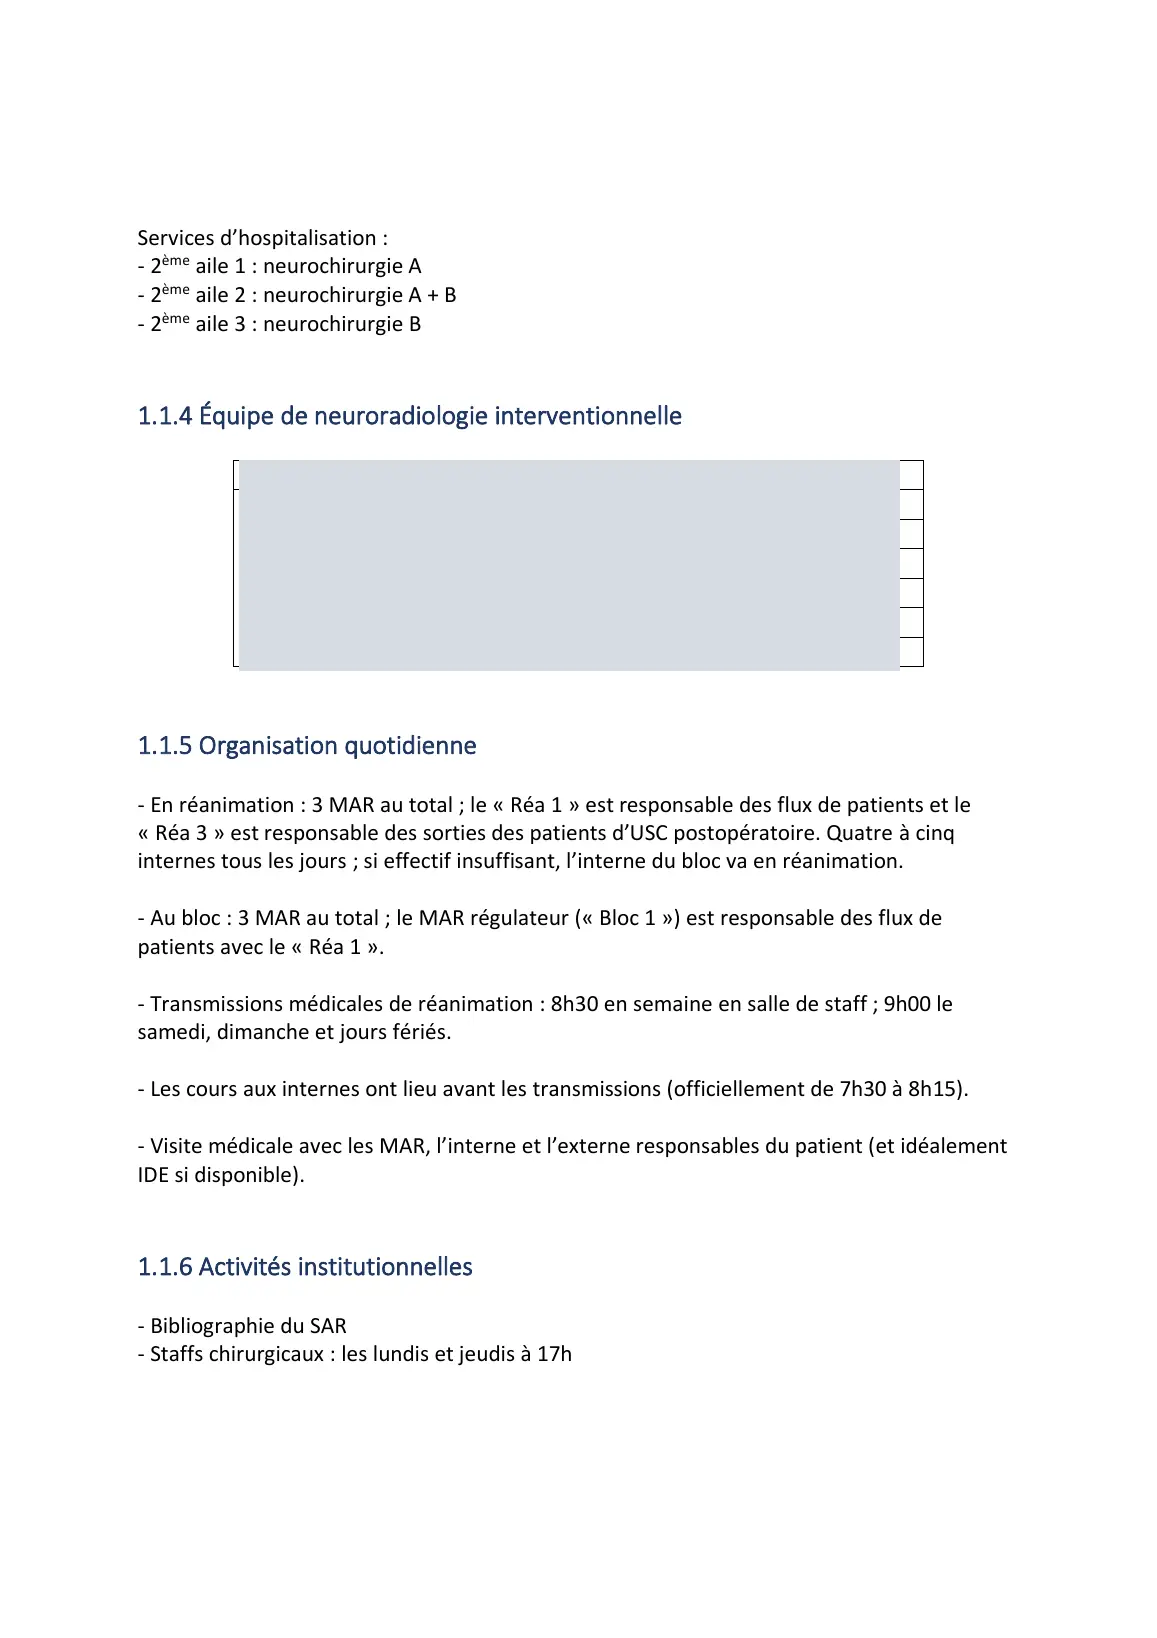 Services d’hospitalisation :
- 2ème aile 1 : neurochirurgie A
- 2ème aile 2 : neurochirurgie A + B
- 2ème aile 3 : neurochirurgie B
1.1.4 Équipe de neuroradiologie interventionnelle
1.1.5 Organisation quotidienne
- En réanimation : 3 MAR au total ; le « Réa 1 » est responsable des flux de patients et le
« Réa 3 » est responsable des sorties des patients d’USC postopératoire. Quatre à cinq
internes tous les jours ; si effectif insuffisant, l’interne du bloc va en réanimation.
- Au bloc : 3 MAR au total ; le MAR régulateur (« Bloc 1 ») est responsable des flux de
patients avec le « Réa 1 ».
- Transmissions médicales de réanimation : 8h30 en semaine en salle de staff ; 9h00 le
samedi, dimanche et jours fériés.
- Les cours aux internes ont lieu avant les transmissions (officiellement de 7h30 à 8h15).
- Visite médicale avec les MAR, l’interne et l’externe responsables du patient (et idéalement
IDE si disponible).
1.1.6 Activités institutionnelles
- Bibliographie du SAR
- Staffs chirurgicaux : les lundis et jeudis à 17h